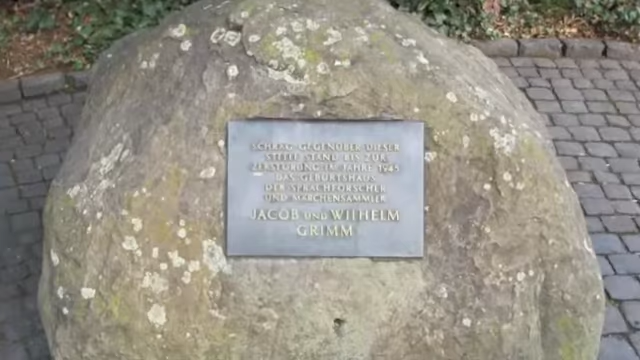 SCHRÄG GEGENÜBER DIESER
STELLE STAND BIS ZUR
ZERSTÖRUNG IM JAHRE 1945
DAS GEBURTSHAUS
DER SPRACHFORSCHER
UND MÄRCHENSAMMLER
JACOB UND WILHELM
GRIMM